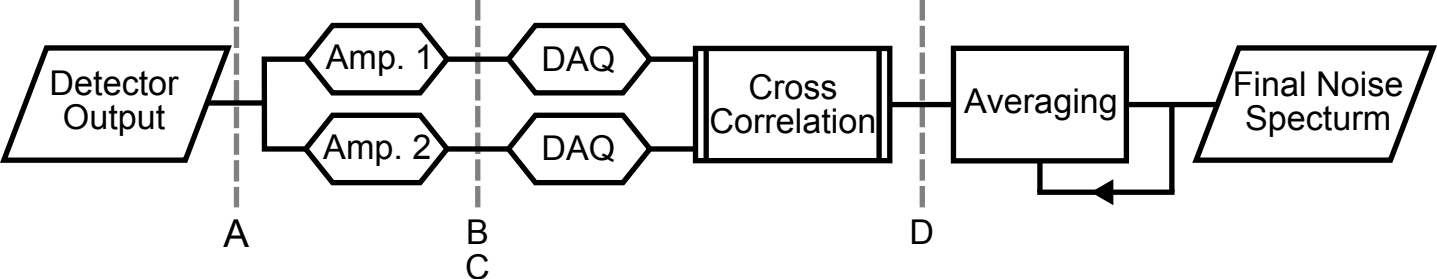 Detector
Output
Amp. 1
Amp. 2
DAQ
DAQ
Cross
Correlation
Averaging
Final Noise
Specturm
A
B
C
D